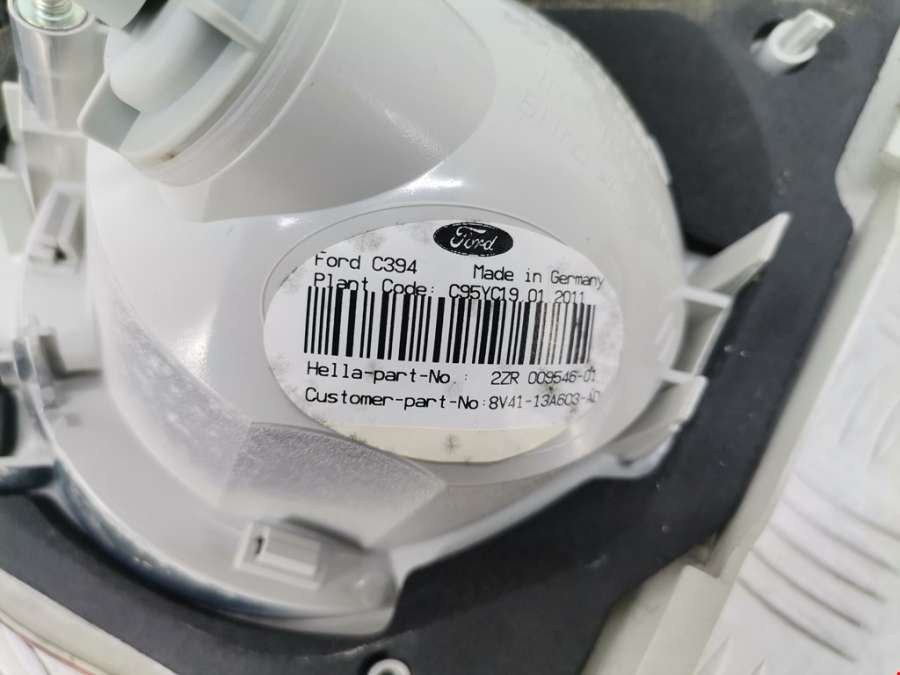 Ford
Ford C394 Made in Germany
Plant Code: C95YC19 01 2011
Hella-part-No.: 2ZR 009546-01
Customer-part-No:8V41-13A603-AD